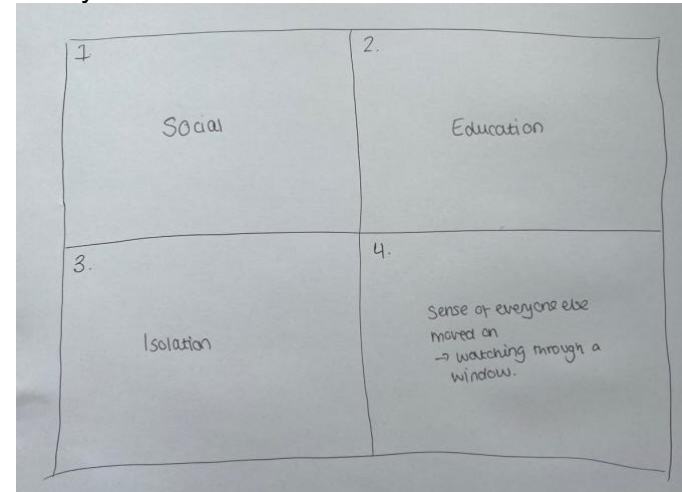 1
Social
2.
Education
3.
Isolation
4.
Sense of everyone else
moved on
→ watching through a
window.